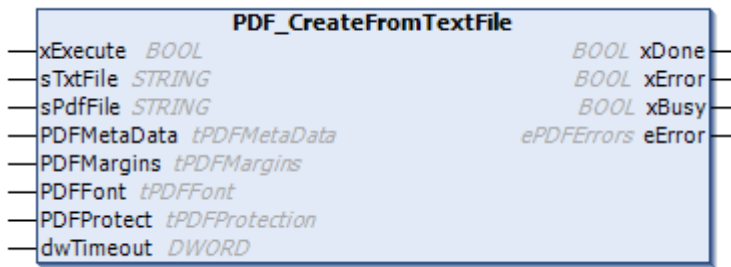 PDF_CreateFromTextFile
xExecute BOOL BOOL xDone
sTxtFile STRING BOOL xError
sPdfFile STRING BOOL xBusy
PDFMetaData tPDFMetaData ePDFErrors eError
PDFMargins tPDFMargins
PDFFont tPDFFont
PDFProtect tPDFProtection
dwTimeout DWORD